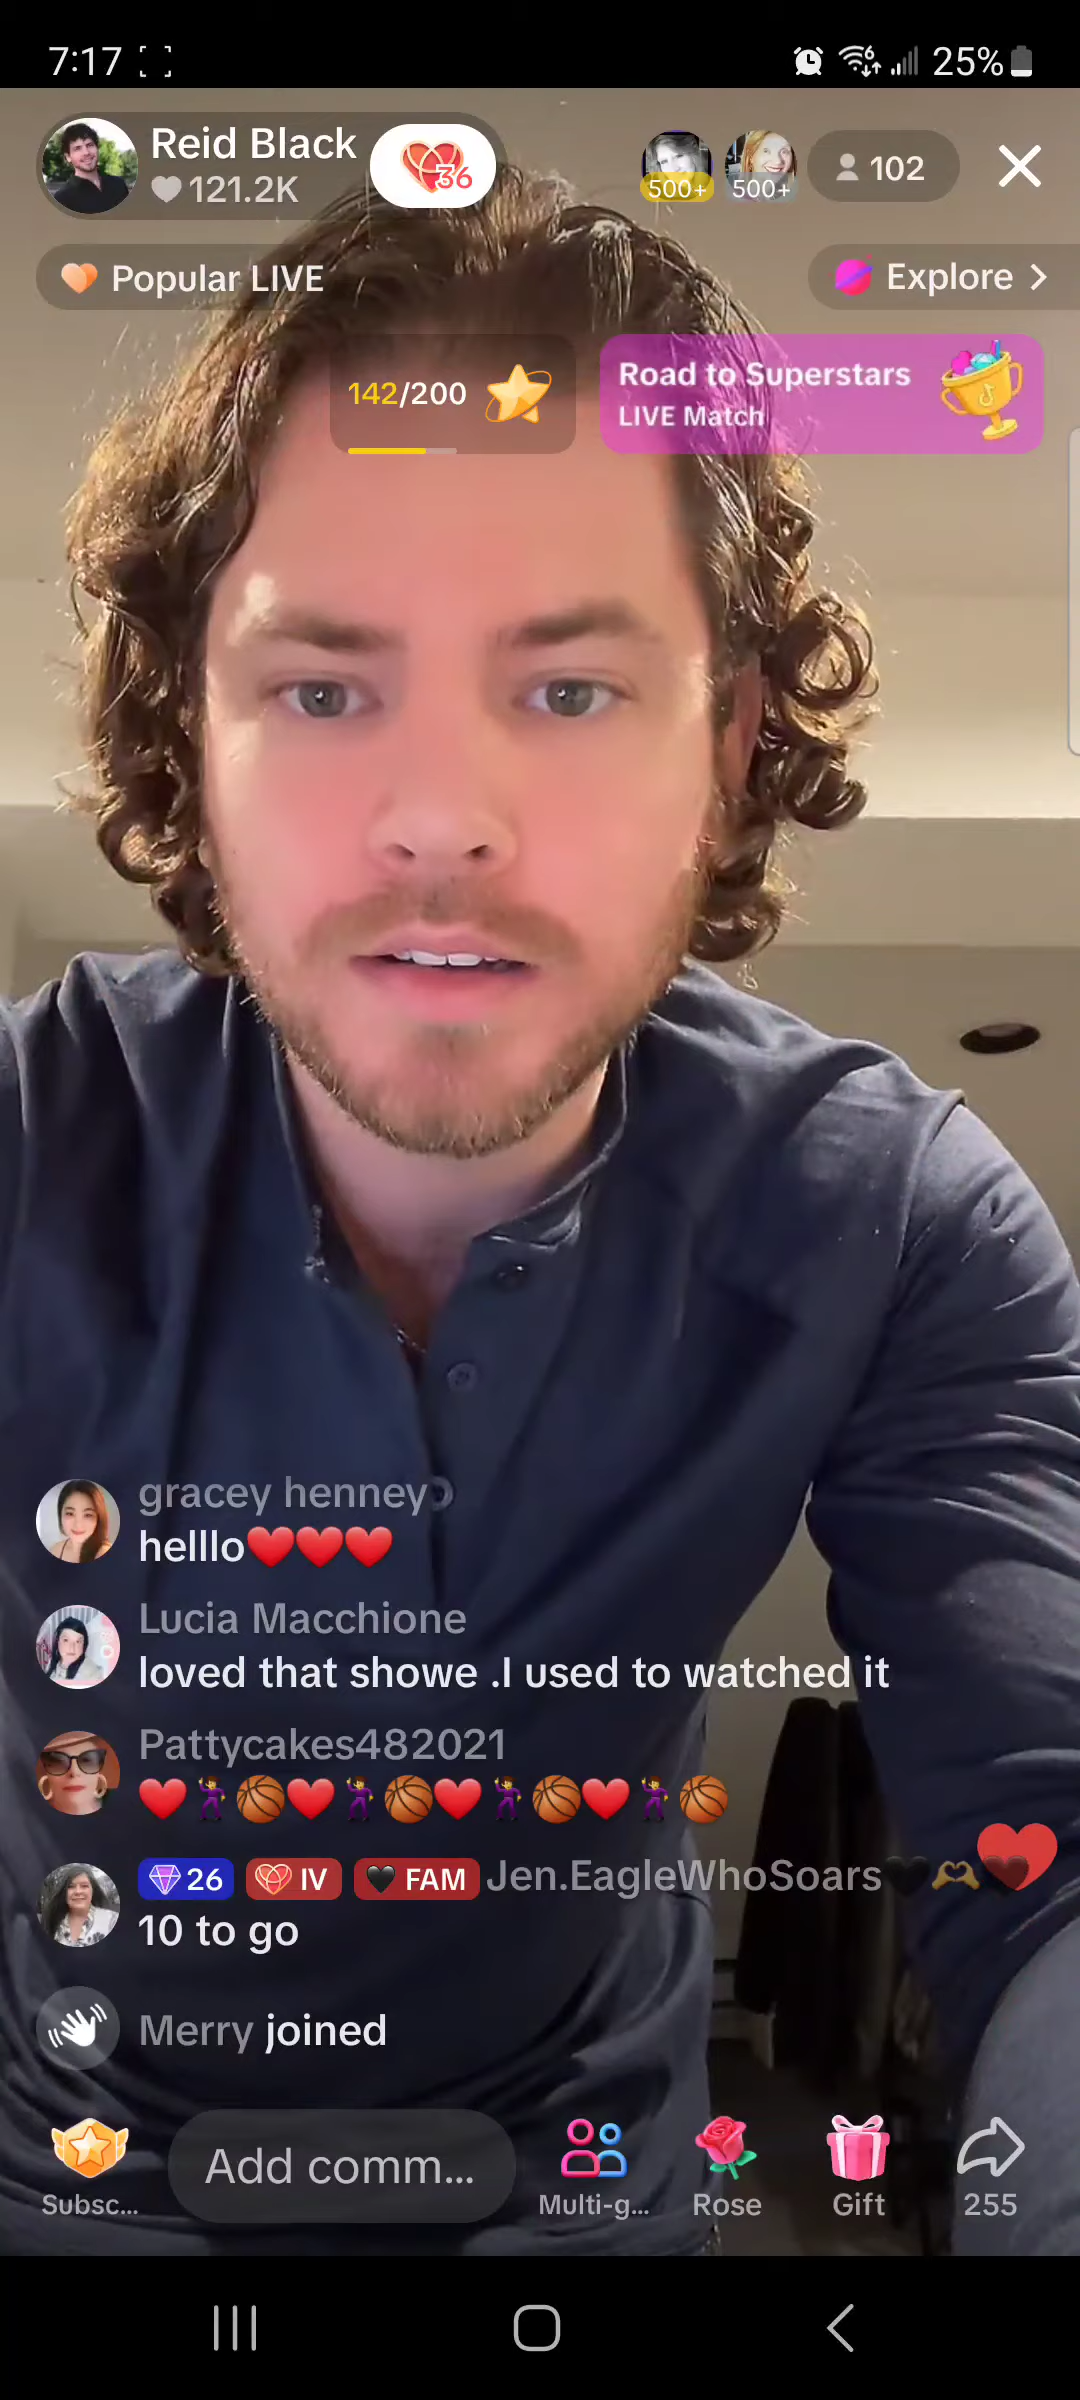 7:17
25%
Reid Black
121.2K
36
500+
500+
102
Popular LIVE
Explore
142/200
Road to Superstars
LIVE Match
gracey henney
helllo❤️❤️❤️
Lucia Macchione
loved that showe .I used to watched it
Pattycakes482021
❤️🕺🏀❤️🕺🏀❤️🕺🏀❤️🕺🏀
26 IV FAM Jen.EagleWhoSoars🖤🫶🖤
10 to go
Merry joined
Subsc...
Add comm...
Multi-g...
Rose
Gift
255